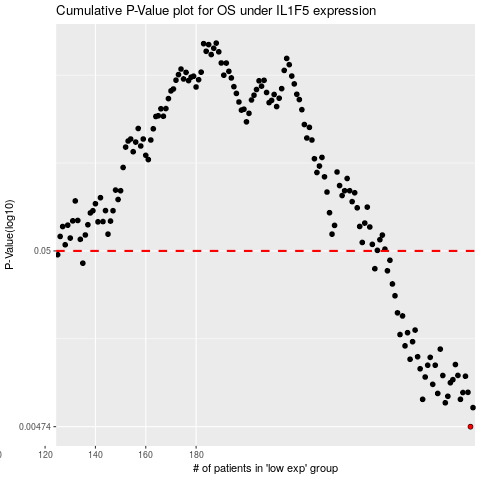 Cumulative P-Value plot for OS under IL1F5 expression
P-Value(log10)
0.05
0.00474
0
120
140
160
180
# of patients in 'low exp' group